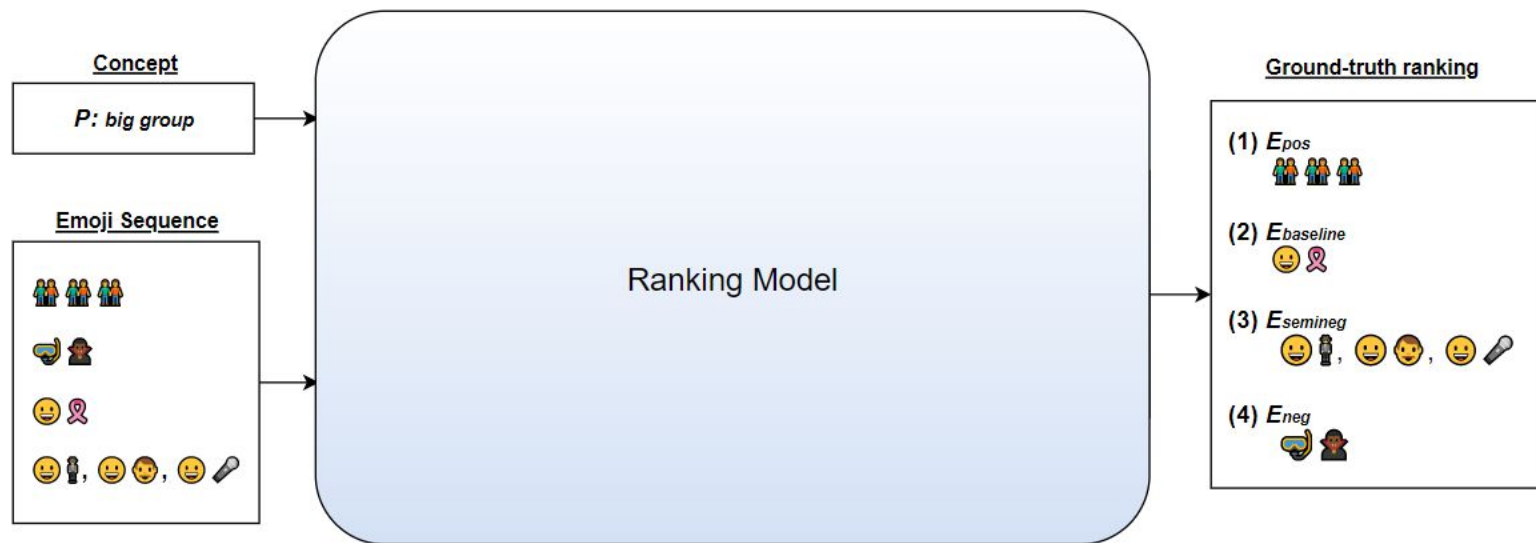 Concept
P: big group
Emoji Sequence
, ,
Ranking Model
Ground-truth ranking
(1) Epos
(2) Ebaseline
(3) Esemineg
, ,
(4) Eneg